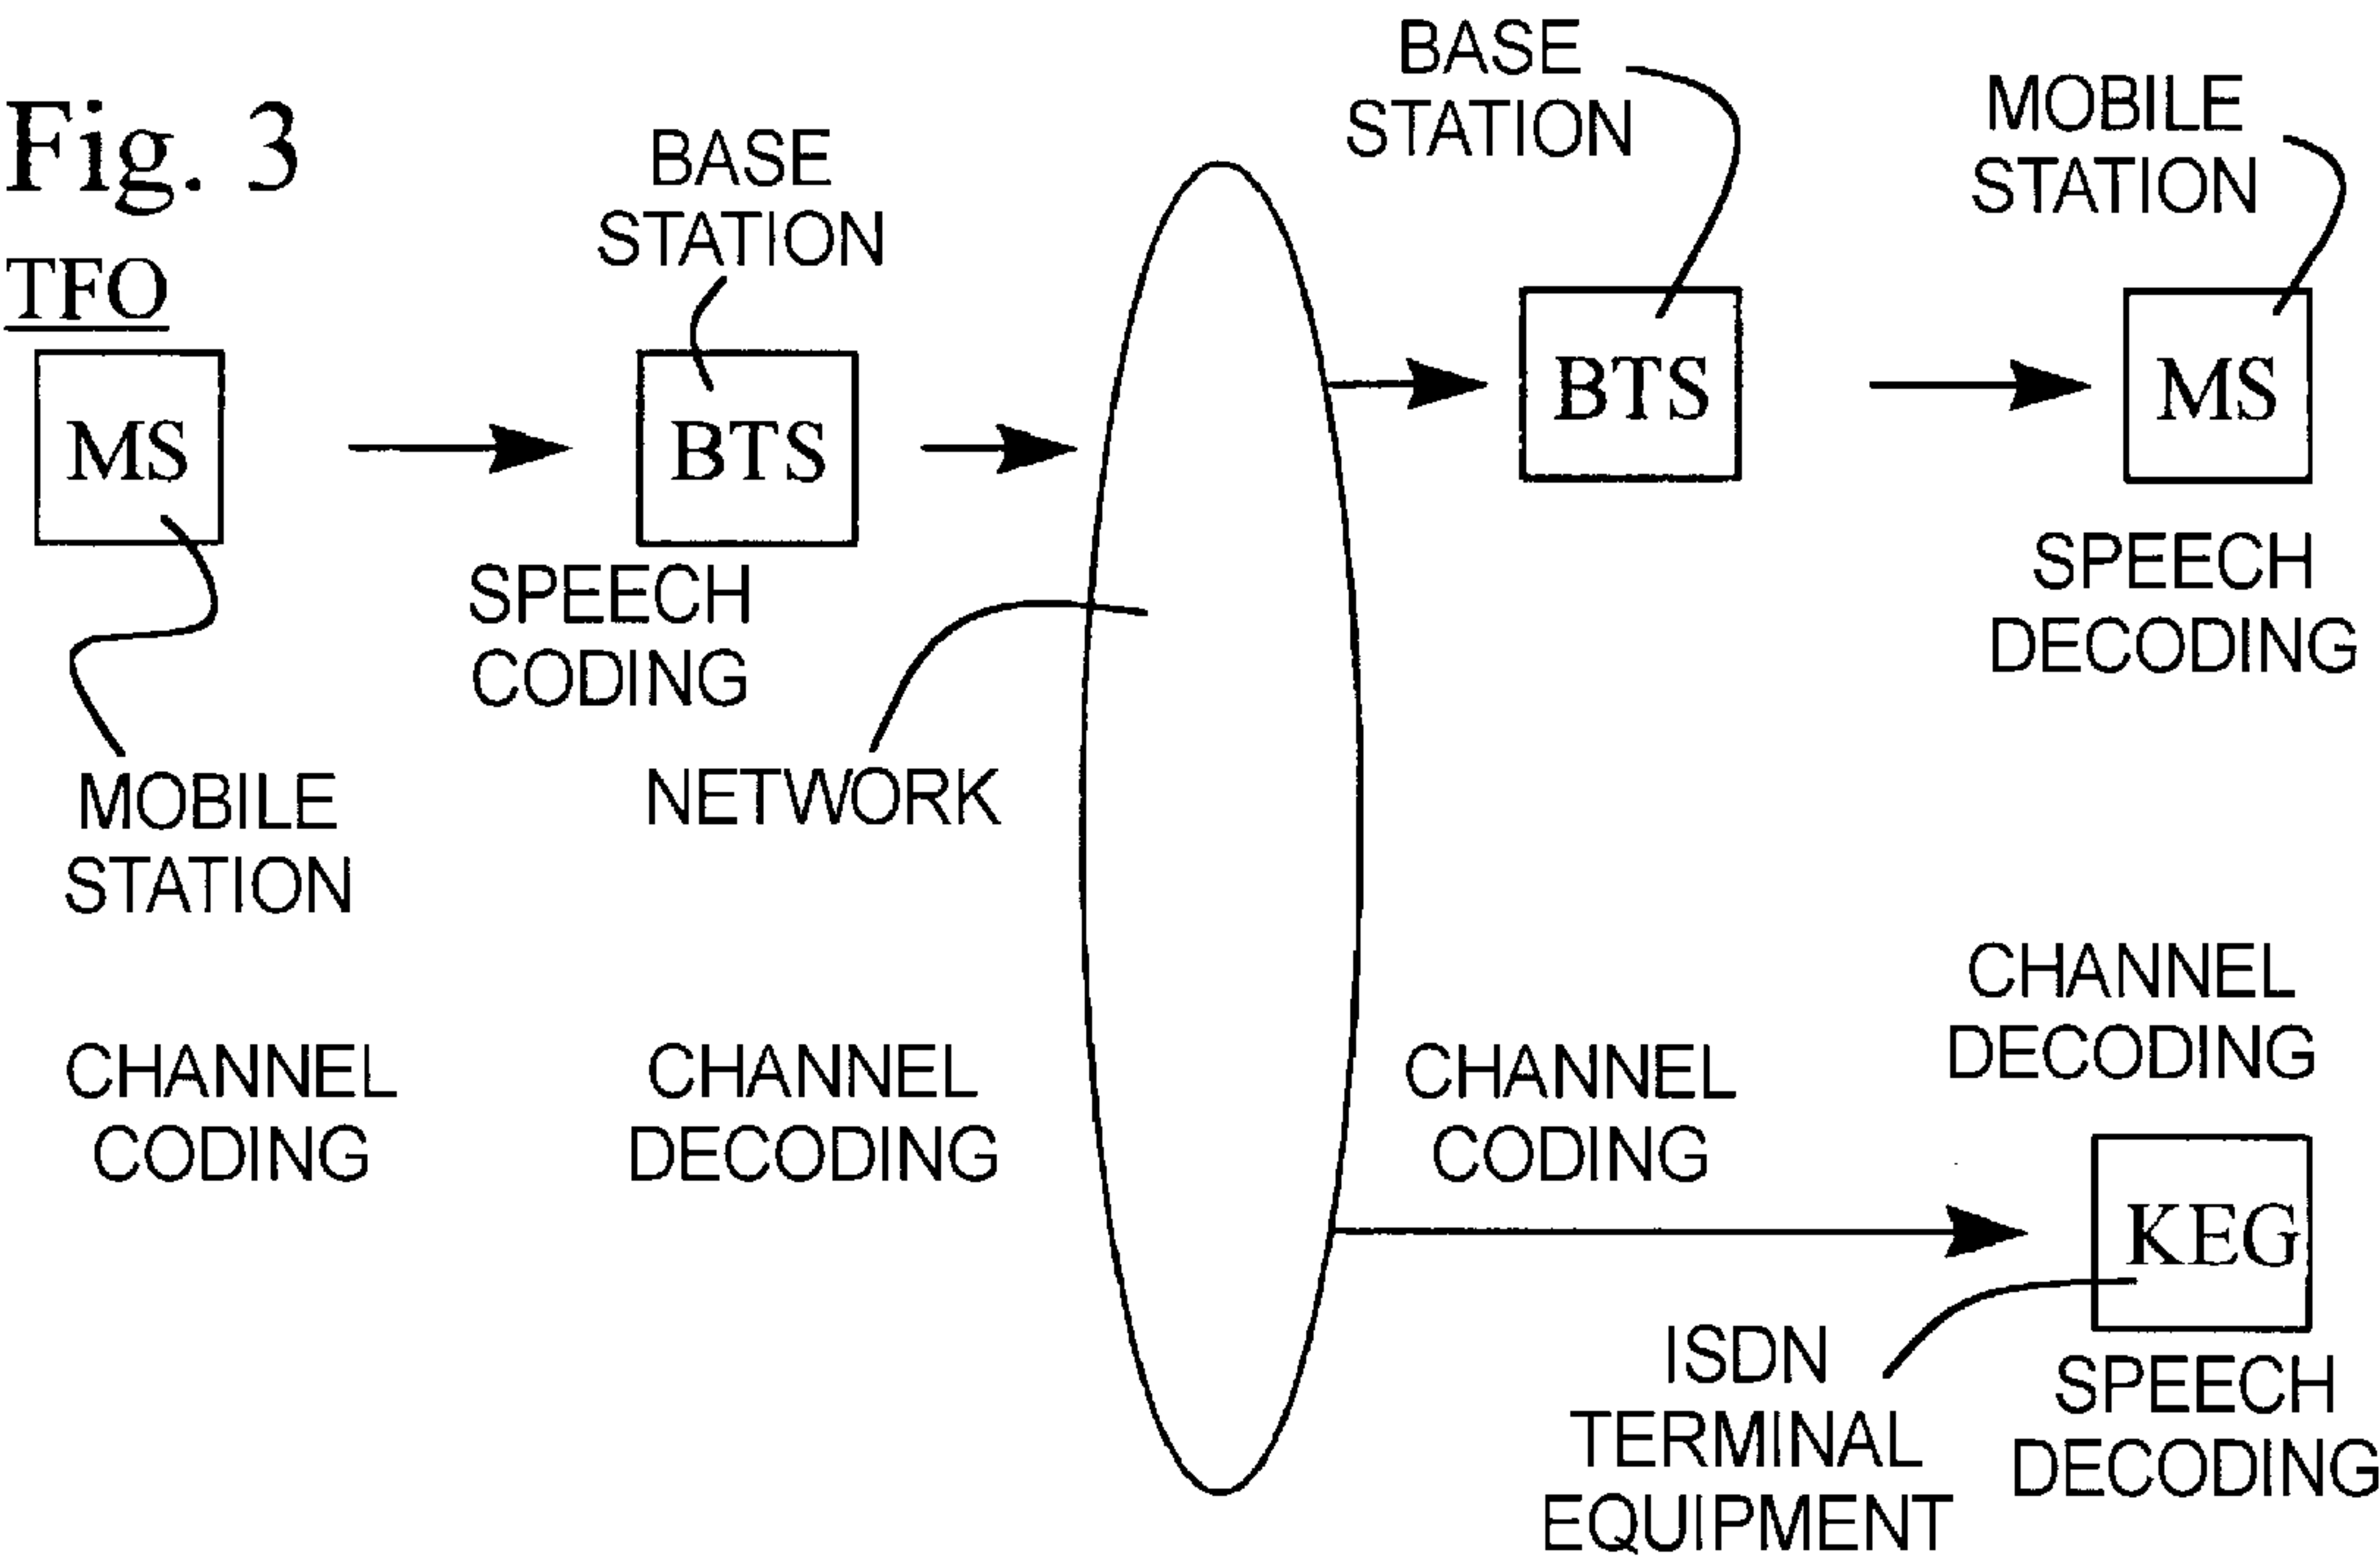 Fig. 3
TFO
BASE
STATION
BASE
STATION
MOBILE
STATION
MS
BTS
BTS
MS
SPEECH
CODING
SPEECH
DECODING
NETWORK
MOBILE
STATION
CHANNEL
CODING
CHANNEL
DECODING
CHANNEL
CODING
CHANNEL
DECODING
KEG
ISDN
TERMINAL
EQUIPMENT
SPEECH
DECODING